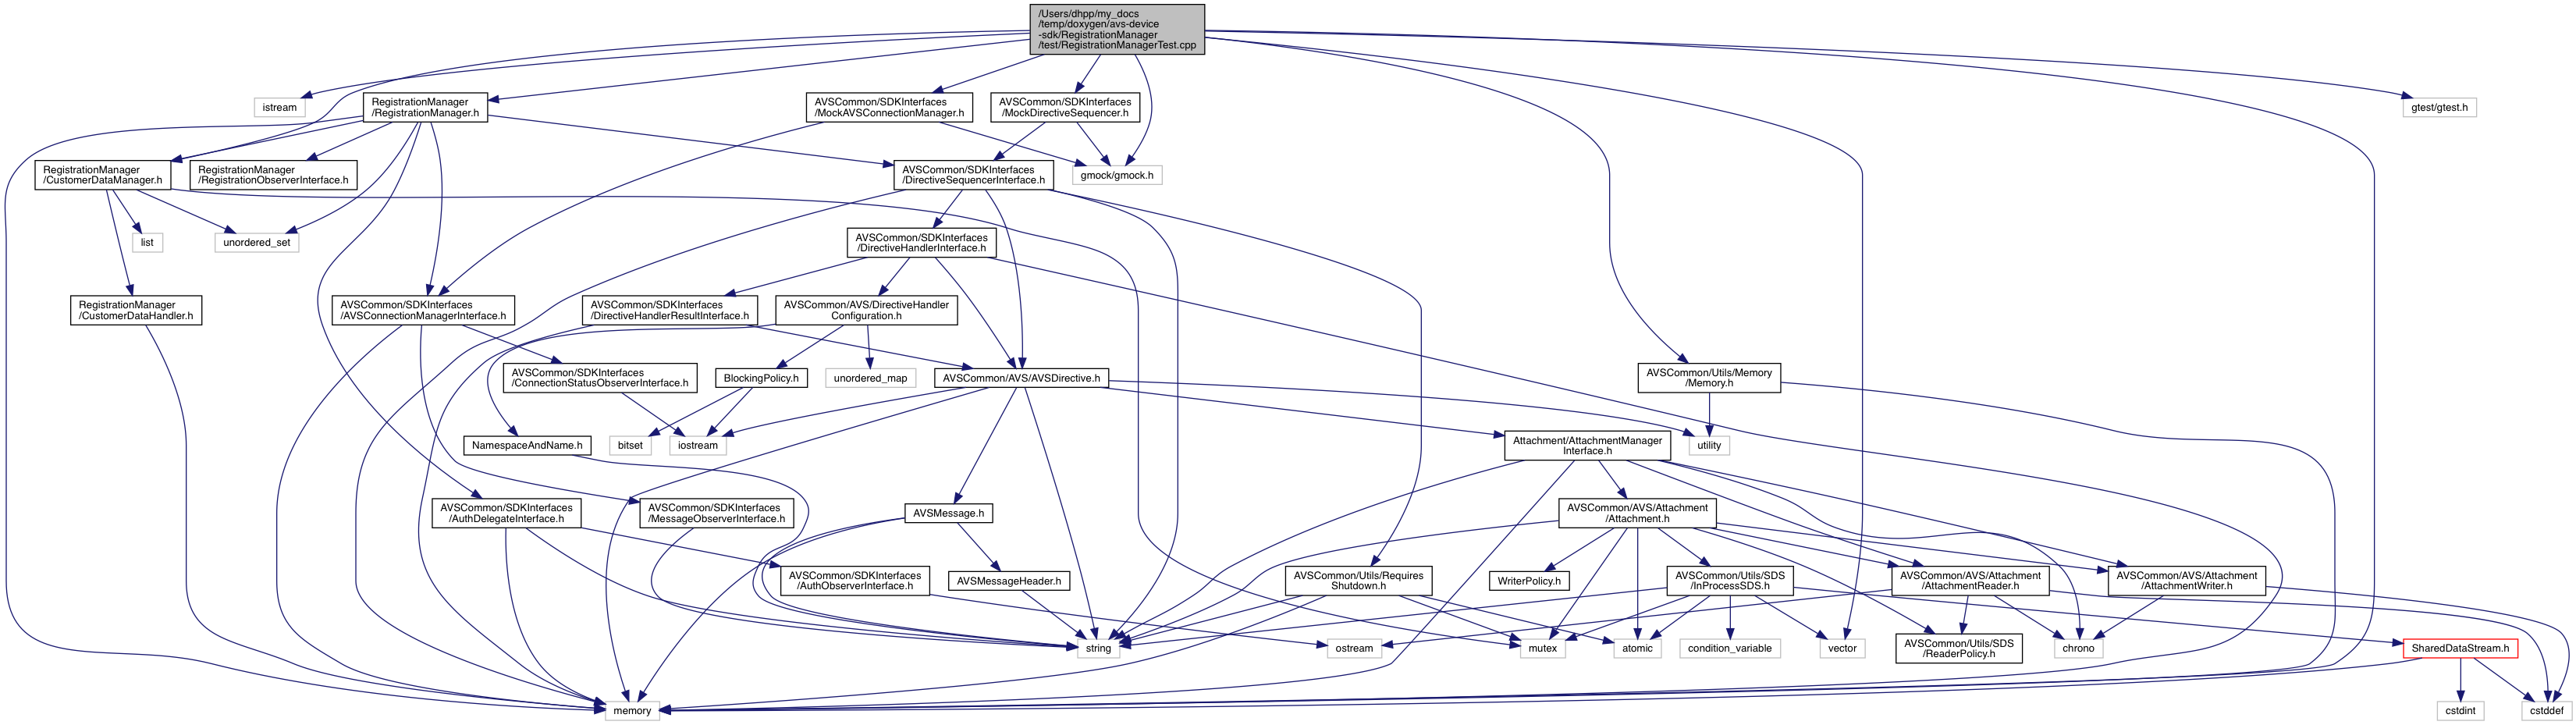 /Users/dhpp/my_docs
/temp/doxygen/avs-device
-sdk/RegistrationManager
/test/RegistrationManagerTest.cpp
istream
RegistrationManager
/RegistrationManager.h
AVSCommon/SDKInterfaces
/MockAVSConnectionManager.h
AVSCommon/SDKInterfaces
/MockDirectiveSequencer.h
gtest/gtest.h
RegistrationManager
/CustomerDataManager.h
RegistrationManager
/RegistrationObserverInterface.h
AVSCommon/SDKInterfaces
/DirectiveSequencerInterface.h
gmock/gmock.h
list
unordered_set
AVSCommon/SDKInterfaces
/DirectiveHandlerInterface.h
RegistrationManager
/CustomerDataHandler.h
AVSCommon/SDKInterfaces
/AVSConnectionManagerInterface.h
AVSCommon/SDKInterfaces
/DirectiveHandlerResultInterface.h
AVSCommon/AVS/DirectiveHandler
Configuration.h
AVSCommon/SDKInterfaces
/ConnectionStatusObserverInterface.h
BlockingPolicy.h
unordered_map
AVSCommon/AVS/AVSDirective.h
AVSCommon/Utils/Memory
/Memory.h
NamespaceAndName.h
bitset
iostream
Attachment/AttachmentManager
Interface.h
utility
AVSCommon/SDKInterfaces
/AuthDelegateInterface.h
AVSCommon/SDKInterfaces
/MessageObserverInterface.h
AVSMessage.h
AVSCommon/AVS/Attachment
/Attachment.h
AVSCommon/SDKInterfaces
/AuthObserverInterface.h
AVSMessageHeader.h
AVSCommon/Utils/Requires
Shutdown.h
WriterPolicy.h
AVSCommon/Utils/SDS
/InProcessSDS.h
AVSCommon/AVS/Attachment
/AttachmentReader.h
AVSCommon/AVS/Attachment
/AttachmentWriter.h
string
ostream
mutex
atomic
condition_variable
vector
AVSCommon/Utils/SDS
/ReaderPolicy.h
chrono
SharedDataStream.h
memory
cstdint
cstddef